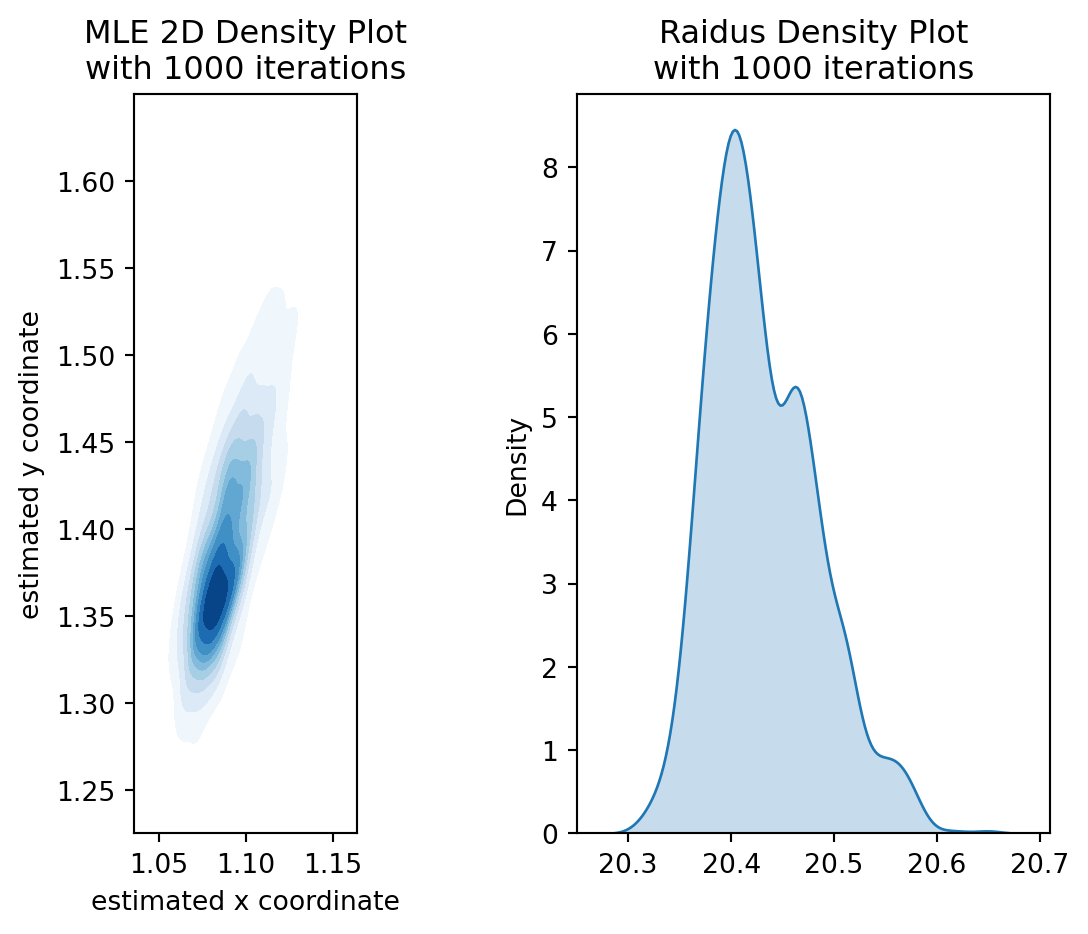 MLE 2D Density Plot
with 1000 iterations
1.60
1.55
1.50
1.45
1.40
1.35
1.30
1.25
estimated y coordinate
1.05 1.10 1.15
estimated x coordinate
Raidus Density Plot
with 1000 iterations
8
7
6
5
4
3
2
1
0
Density
20.3 20.4 20.5 20.6 20.7